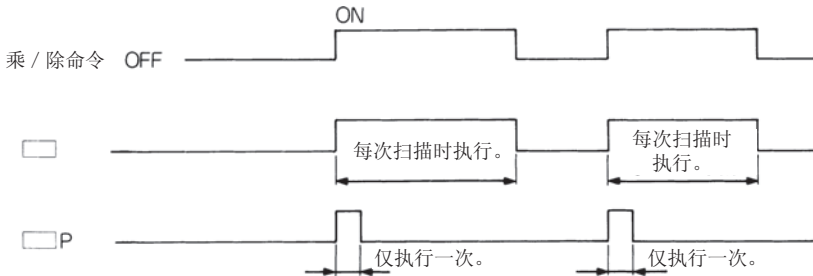 ON
乘 / 除命令 OFF
每次扫描时执行。
每次扫描时
执行。
P
仅执行一次。
仅执行一次。